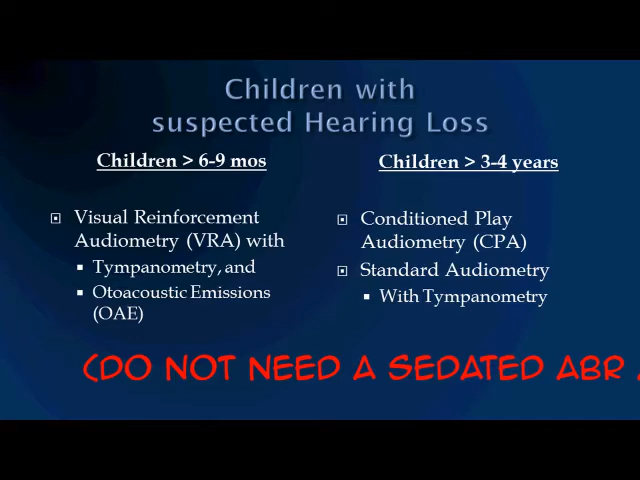 Children with
suspected Hearing Loss
Children > 6-9 mos
Visual Reinforcement
Audiometry (VRA) with
Tympanometry, and
Otoacoustic Emissions
(OAE)
Children > 3-4 years
Conditioned Play
Audiometry (CPA)
Standard Audiometry
With Tympanometry
(DO NOT NEED A SEDATED ABR